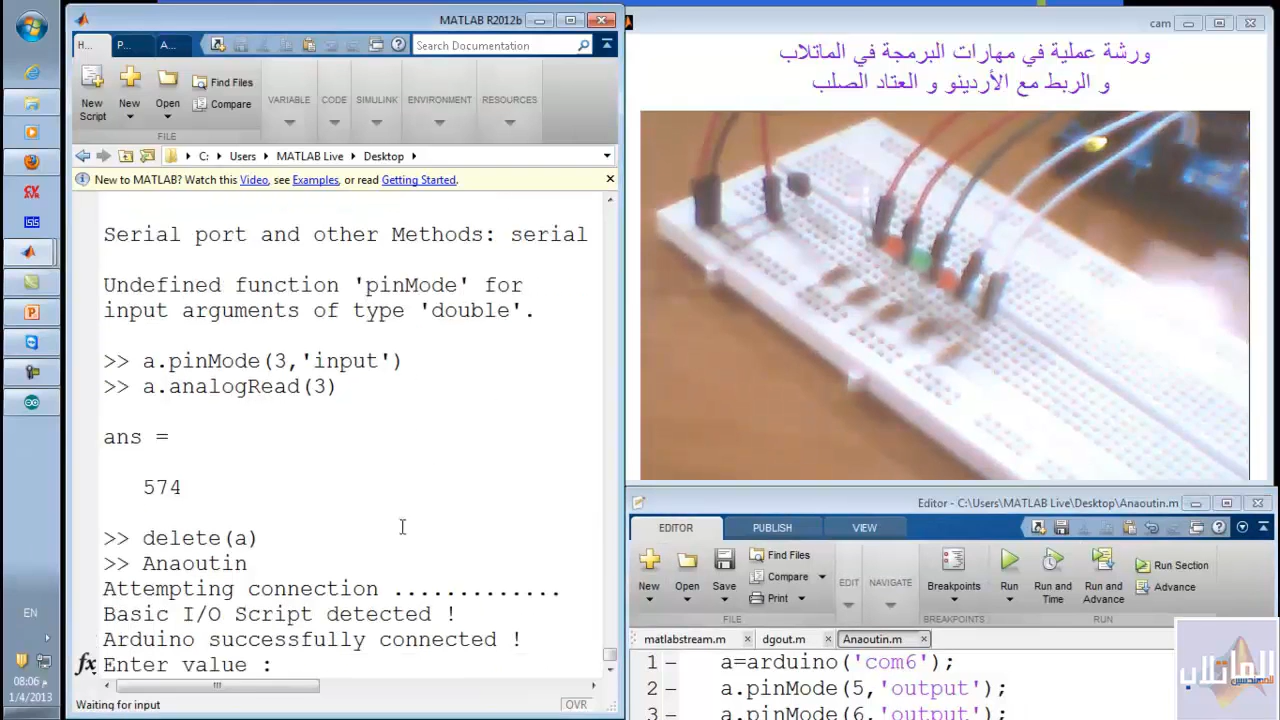 MATLAB R2012b
H...
P...
A...
Search Documentation
New
Script
New
Open
Find Files
Compare
VARIABLE
CODE
SIMULINK
ENVIRONMENT
RESOURCES
FILE
C:
Users
MATLAB Live
Desktop
New to MATLAB? Watch this Video, see Examples, or read Getting Started.
Serial port and other Methods: serial
Undefined function 'pinMode' for
input arguments of type 'double'.
>> a.pinMode(3,'input')
>> a.analogRead(3)
ans =
574
>> delete(a)
>> Anaoutin
Attempting connection .............
Basic I/O Script detected !
Arduino successfully connected !
fx Enter value :
Waiting for input
OVR
cam
ورشة عملية في مهارات البرمجة في الماتلاب
و الربط مع الأردينو و العتاد الصلب
Editor - C:\Users\MATLAB Live\Desktop\Anaoutin.m
EDITOR
PUBLISH
VIEW
New
Open
Save
Find Files
Compare
Print
EDIT
NAVIGATE
Breakpoints
Run
Run and
Time
Run and
Advance
Run Section
Advance
FILE
BREAKPOINTS
RUN
matlabstream.m
dgout.m
Anaoutin.m
1 – a=arduino('com6');
2 – a.pinMode(5,'output');
3 – a.pinMode(6,'output');
الماتلاب
للمهندسين
ISIS
EN
08:06 م
1/4/2013